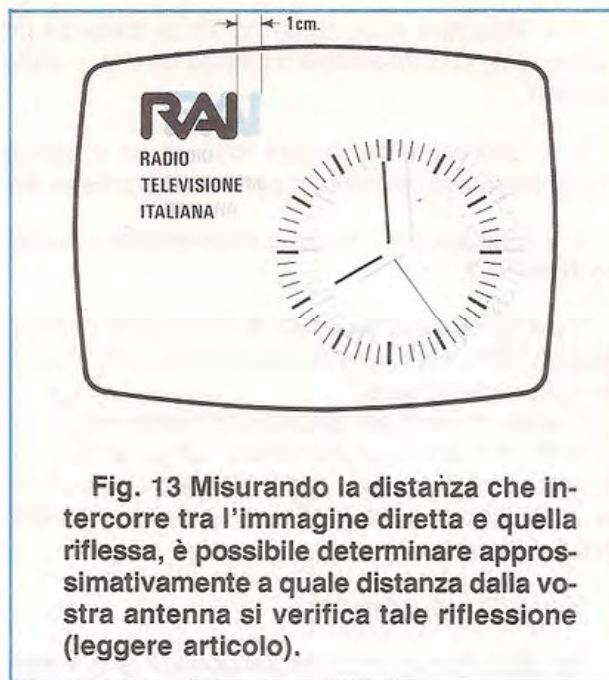 1cm.
RAI
RADIO
TELEVISIONE
ITALIANA
Fig. 13 Misurando la distanza che in-
tercorre tra l'immagine diretta e quella
riflessa, è possibile determinare appros-
simativamente a quale distanza dalla vo-
stra antenna si verifica tale riflessione
(leggere articolo).